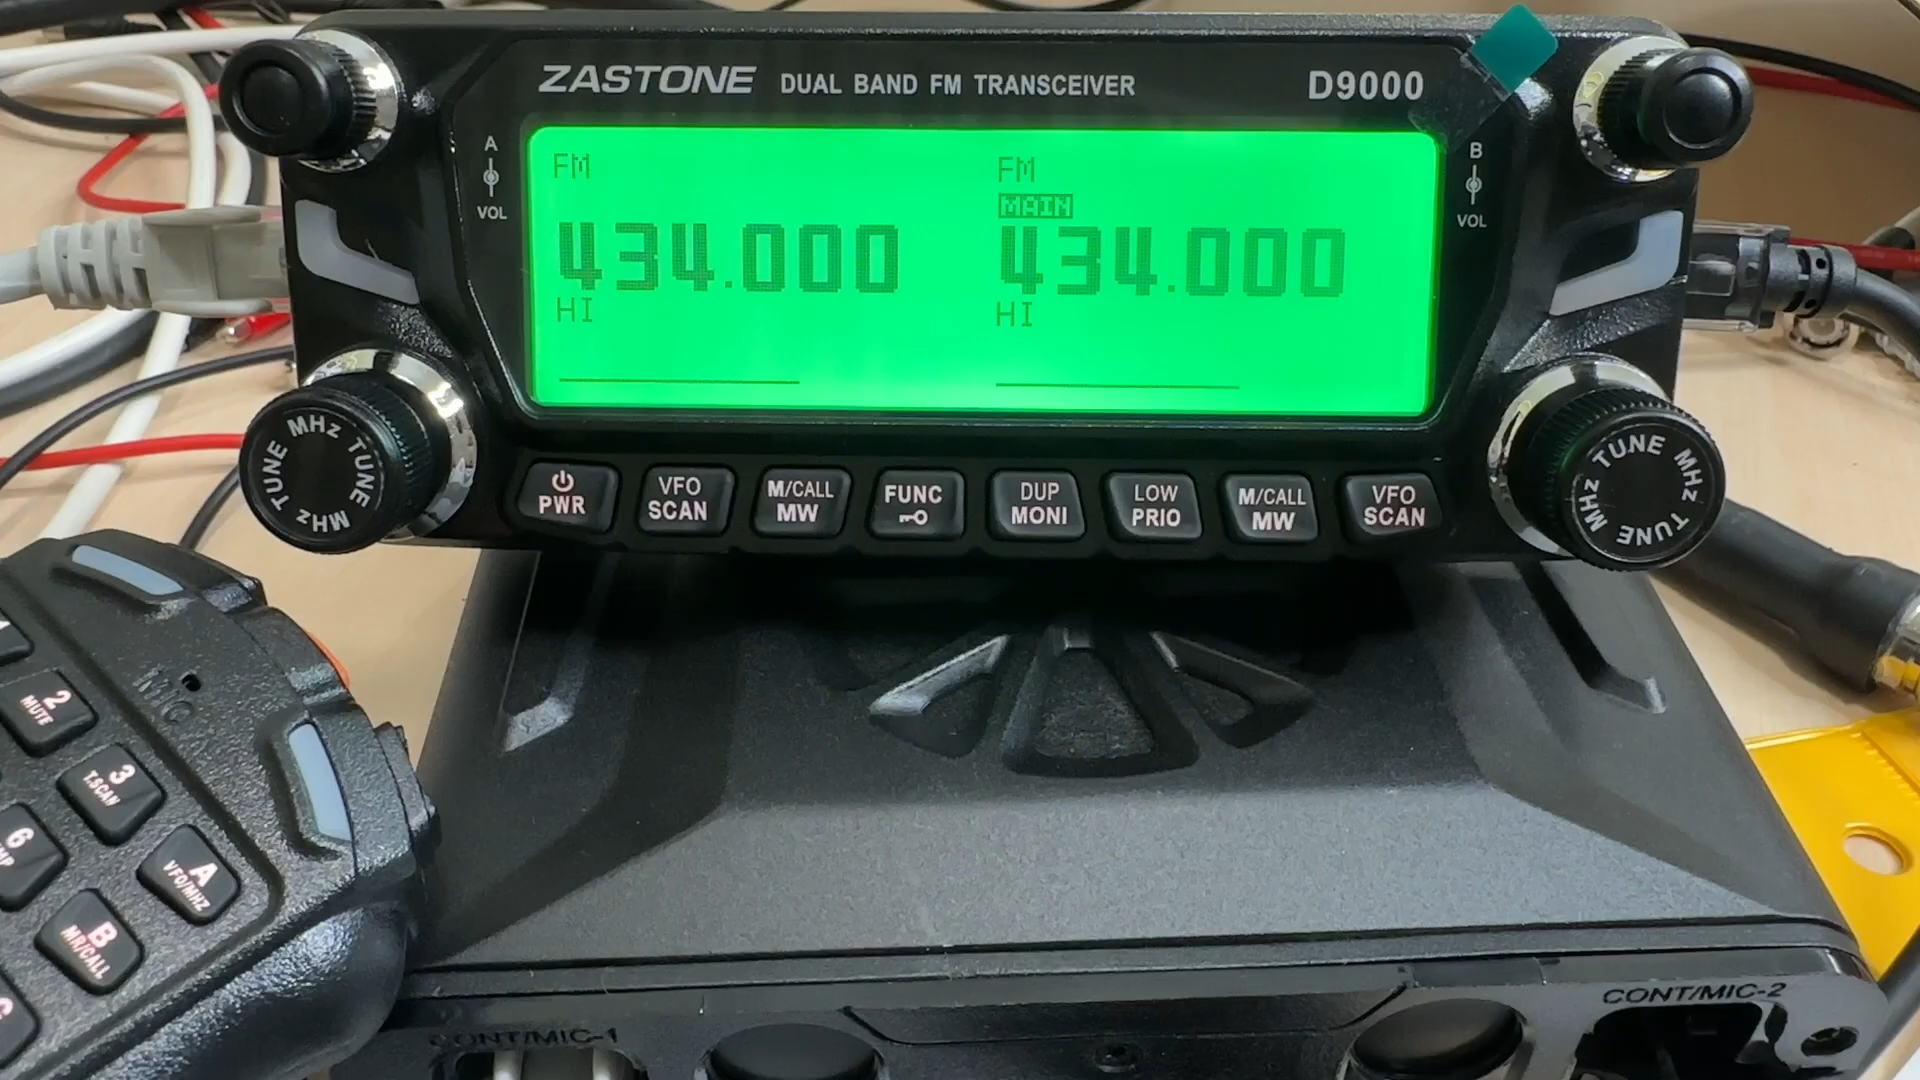 ZASTONE DUAL BAND FM TRANSCEIVER D9000
A
VOL
B
VOL
FM
434.000
HI
FM
MAIN
434.000
HI
TUNE MHz TUNE MHz
TUNE MHz TUNE MHz
PWR
VFO
SCAN
M/CALL
MW
FUNC
DUP
MONI
LOW
PRIO
M/CALL
MW
VFO
SCAN
MIC
2
MUTE
3
T.SCAN
6
A
VFO/MHZ
B
MR/CALL
CONT/MIC-1
CONT/MIC-2